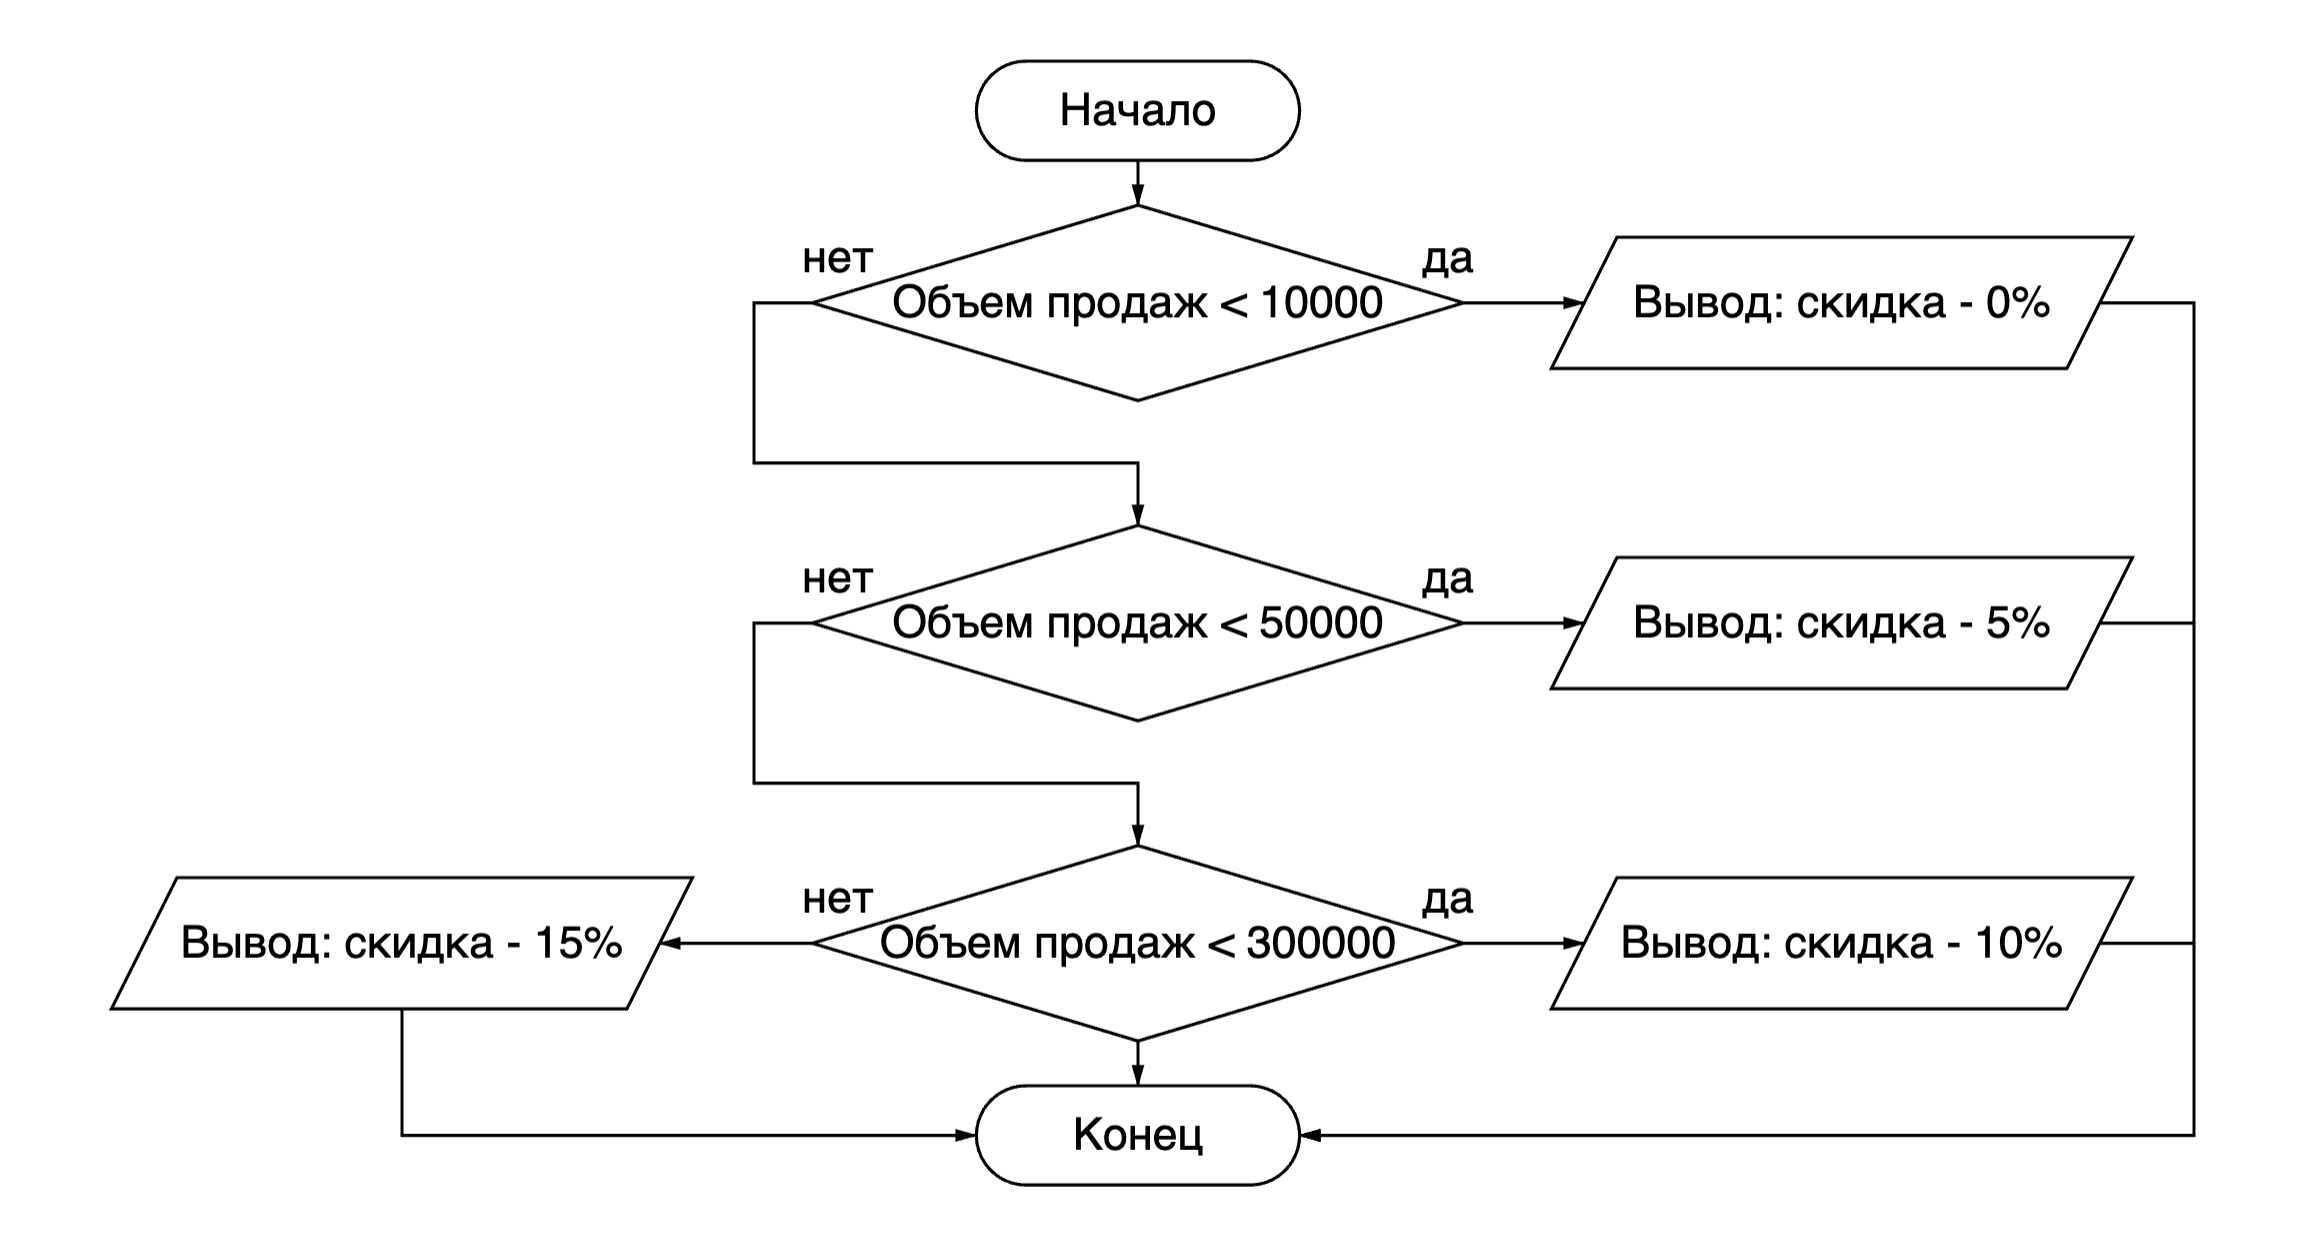 Начало
нет
да
Объем продаж < 10000
Вывод: скидка - 0%
нет
да
Объем продаж < 50000
Вывод: скидка - 5%
нет
да
Вывод: скидка - 15%
Объем продаж < 300000
Вывод: скидка - 10%
Конец